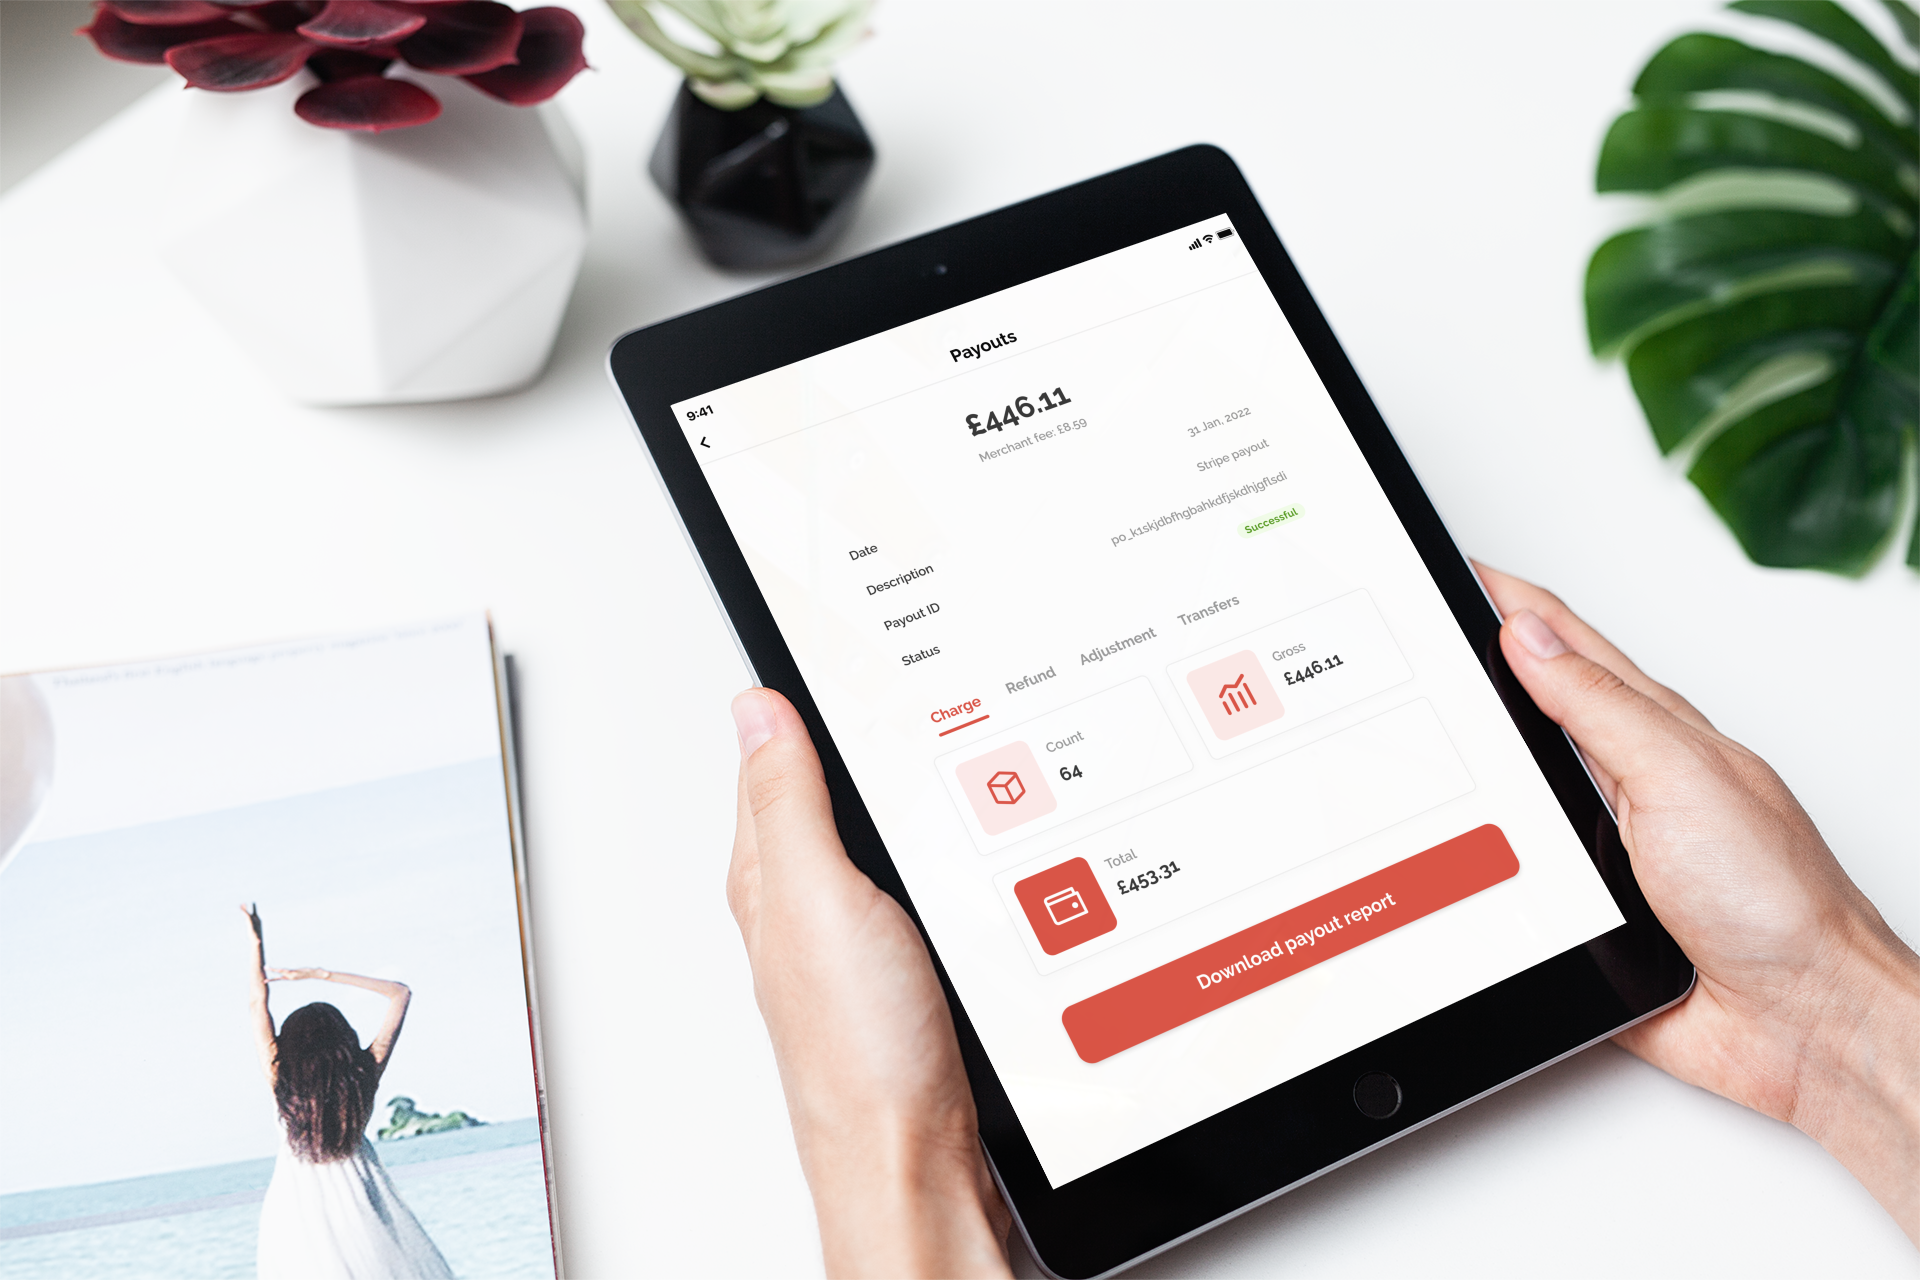 9:41
Payouts
£446.11
Merchant fee: £8.59
Date
31 Jan, 2022
Description
Stripe payout
Payout ID
po_k1skjdbfhgbahkdfjskdhjgflsdi
Status
Successful
Charge
Refund
Adjustment
Transfers
Count
64
Gross
£446.11
Total
£453.31
Download payout report